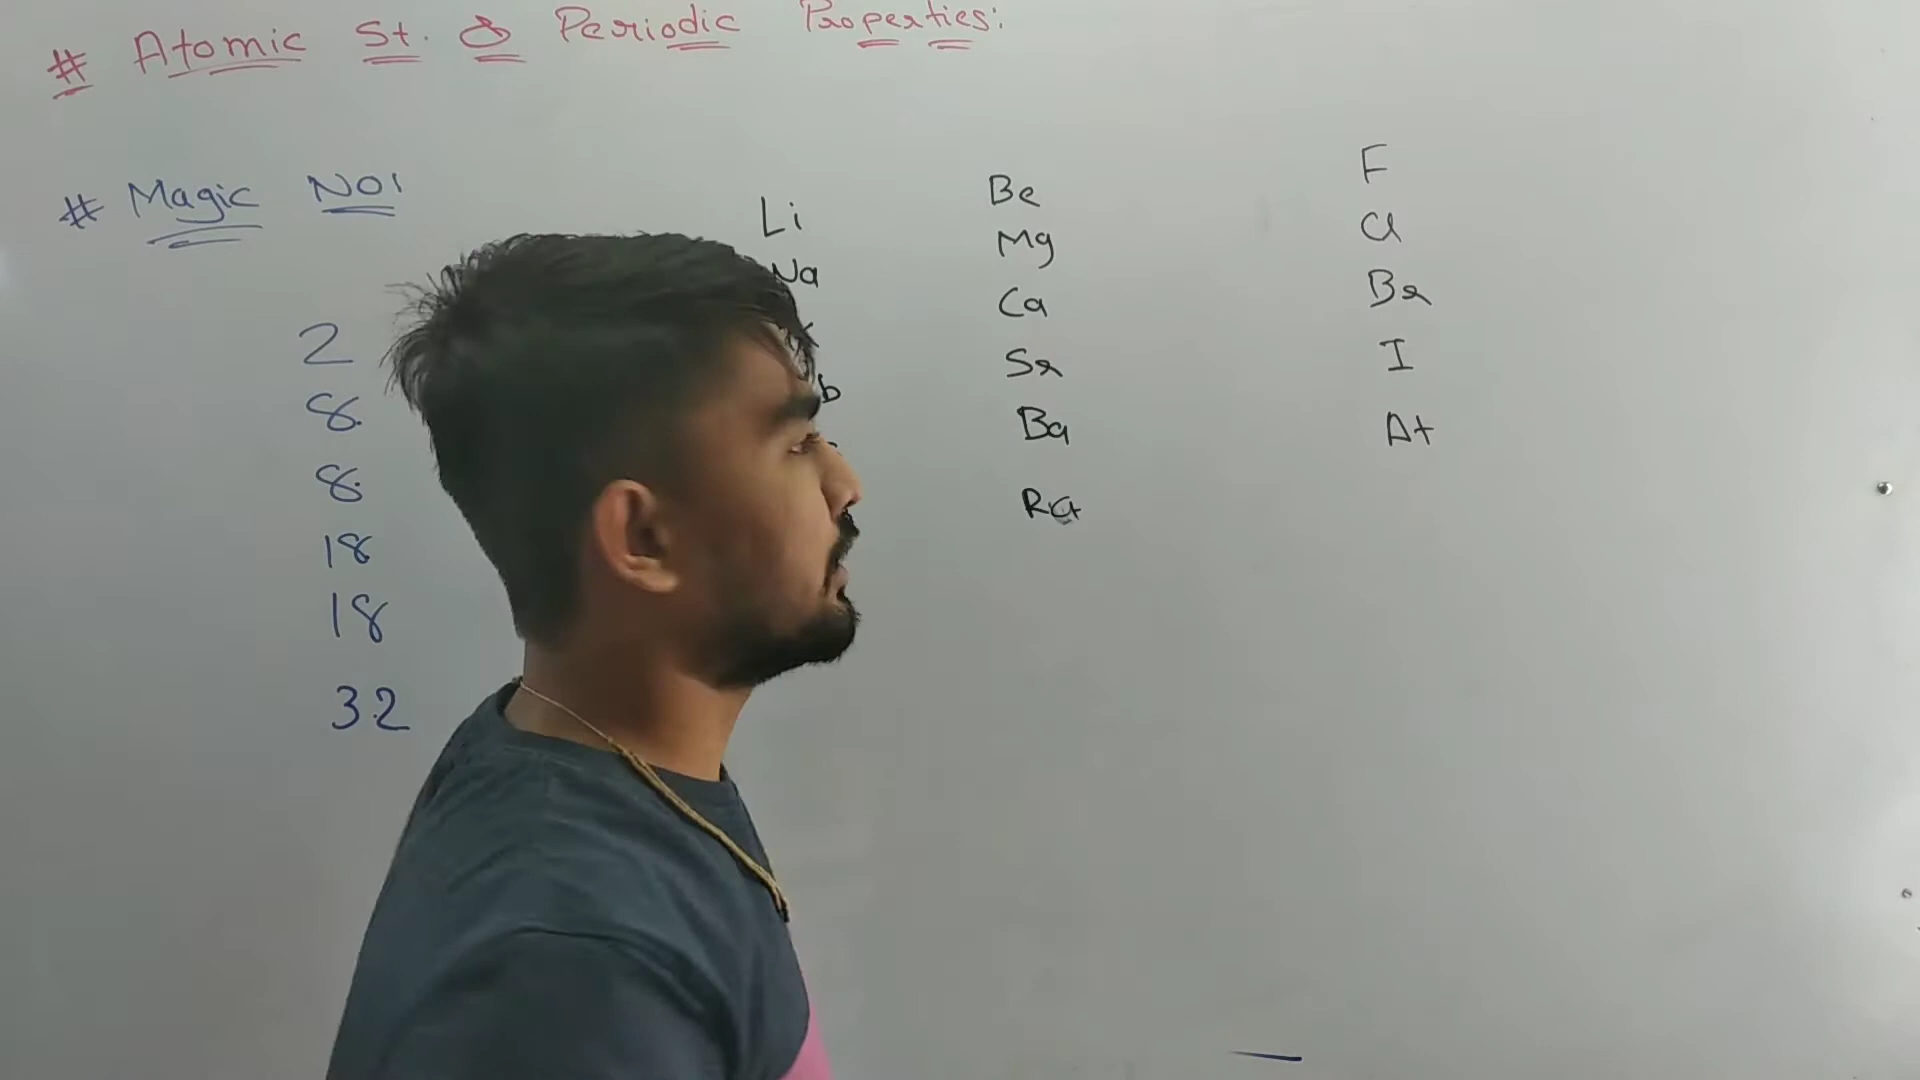 # Atomic St. & Periodic Properties:
# Magic NO!
2
8
8
18
18
32
Li
Na
Be
Mg
Ca
Sr
Ba
Ra
F
Cl
Br
I
At